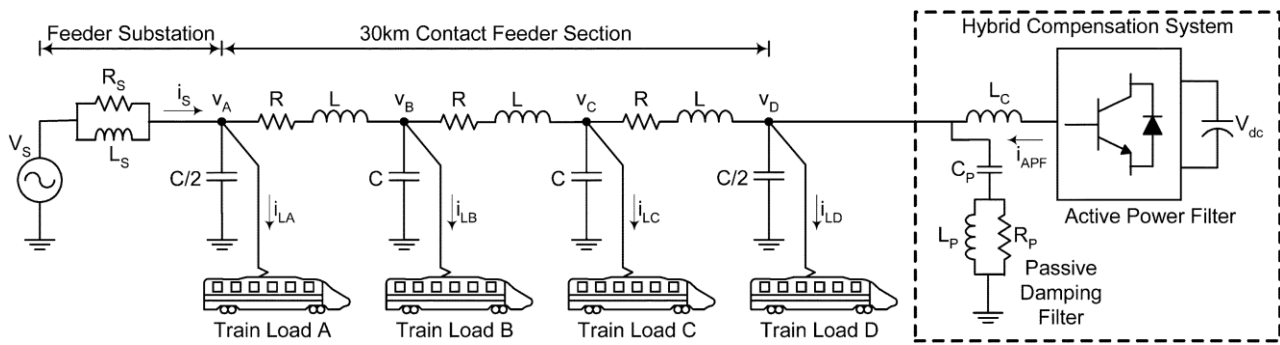 Feeder Substation
30km Contact Feeder Section
Hybrid Compensation System
R_S
i_S
v_A
R
L
v_B
R
L
v_C
R
L
v_D
L_C
V_S
L_S
i_APF
V_dc
C/2
C
C
C/2
C_P
i_LA
i_LB
i_LC
i_LD
Active Power Filter
L_P
R_P
Passive
Damping
Filter
Train Load A
Train Load B
Train Load C
Train Load D